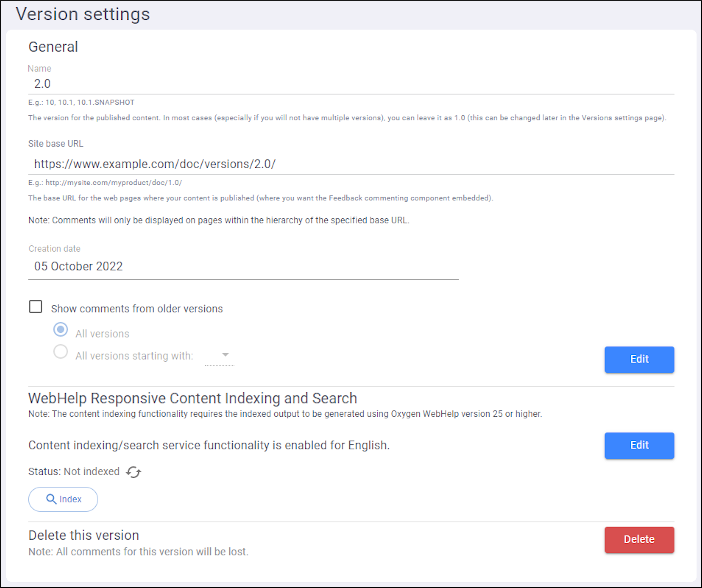 Version settings
General
Name
2.0
E.g.: 10, 10.1, 10.1.SNAPSHOT
The version for the published content. In most cases (especially if you will not have multiple versions), you can leave it as 1.0 (this can be changed later in the Versions settings page).
Site base URL
https://www.example.com/doc/versions/2.0/
E.g.: http://mysite.com/myproduct/doc/1.0/
The base URL for the web pages where your content is published (where you want the Feedback commenting component embedded).
Note: Comments will only be displayed on pages within the hierarchy of the specified base URL.
Creation date
05 October 2022
Show comments from older versions
All versions
All versions starting with:
Edit
WebHelp Responsive Content Indexing and Search
Note: The content indexing functionality requires the indexed output to be generated using Oxygen WebHelp version 25 or higher.
Content indexing/search service functionality is enabled for English.
Edit
Status: Not indexed
Index
Delete this version
Delete
Note: All comments for this version will be lost.